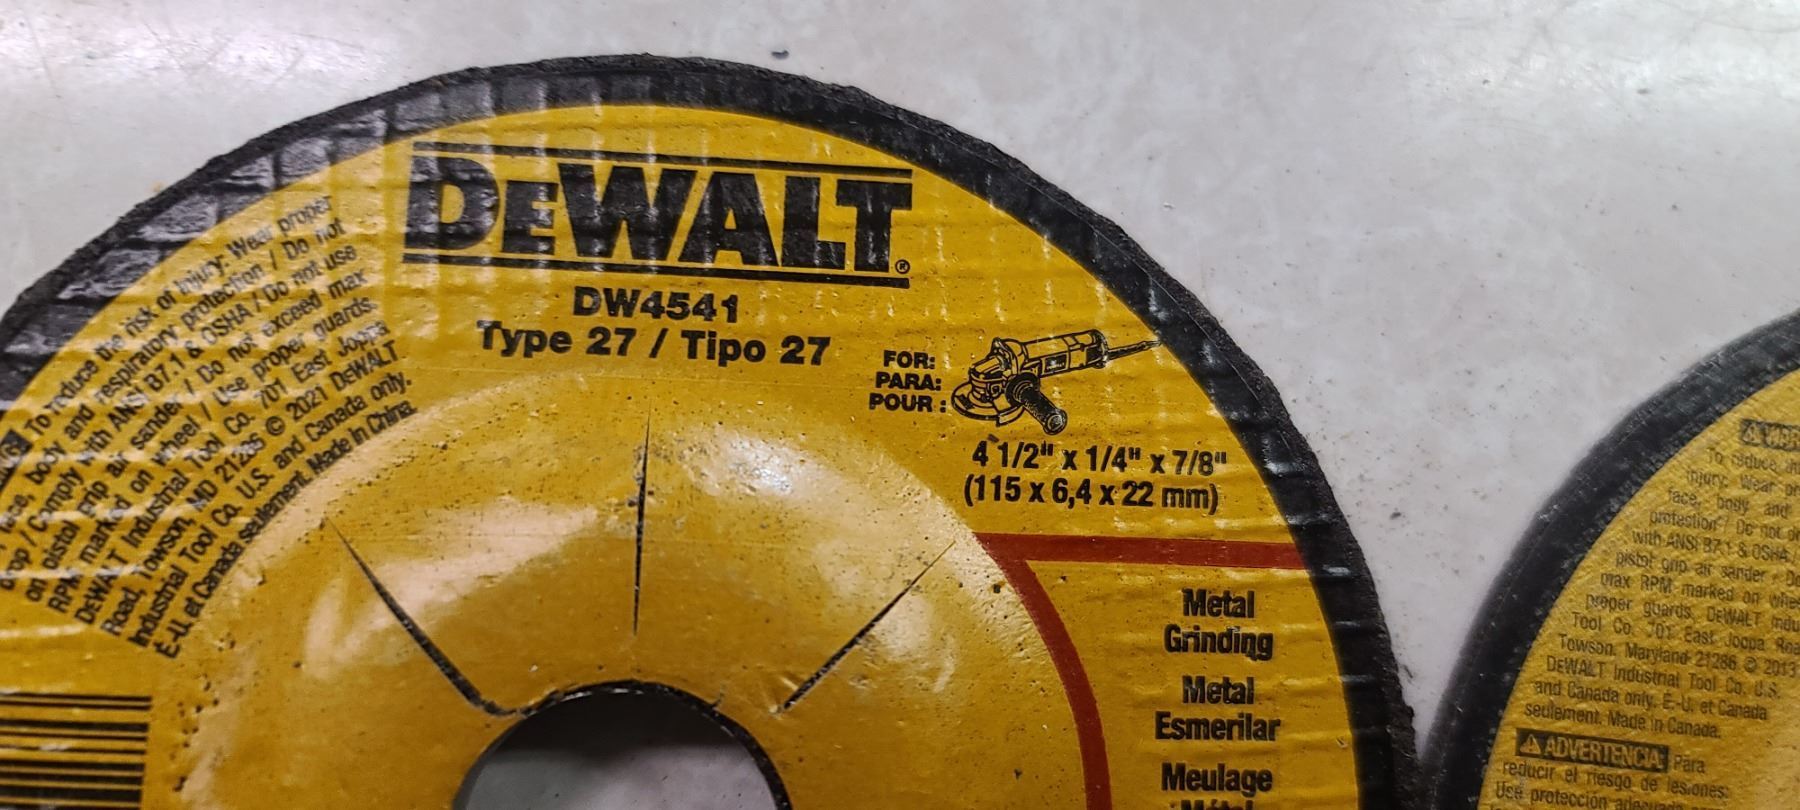 DEWALT®
DW4541
Type 27 / Tipo 27
FOR:
PARA:
POUR :
4 1/2" x 1/4" x 7/8"
(115 x 6,4 x 22 mm)
Metal
Grinding
Metal
Esmerilar
Meulage
Métal
To reduce the risk of injury: Wear proper
face, body and respiratory protection / Do not
drop / Comply with ANSI B7.1 & OSHA / Do not use
on pistol grip air sander / Do not exceed max
RPM marked on wheel / Use proper guards.
DeWALT Industrial Tool Co. 701 East Joppa
Road, Towson, MD 21286 © 2021 DeWALT
Industrial Tool Co. U.S. and Canada only.
É-U. et Canada seulement. Made in China.
To reduce
injury: Wear
face, body and
protection / Do not
with ANSI B7.1 & OSHA /
pistol grip air sander /
max RPM marked on
proper guards, DeWALT
Tool Co. 701 East Joppa
Towson, Maryland 21286 © 2013
DeWALT Industrial Tool Co. U.S.
and Canada only. É.-U. et Canada
seulement. Made in Canada.
ADVERTENCIA: Para
reducir el riesgo de lesiones:
Use protección